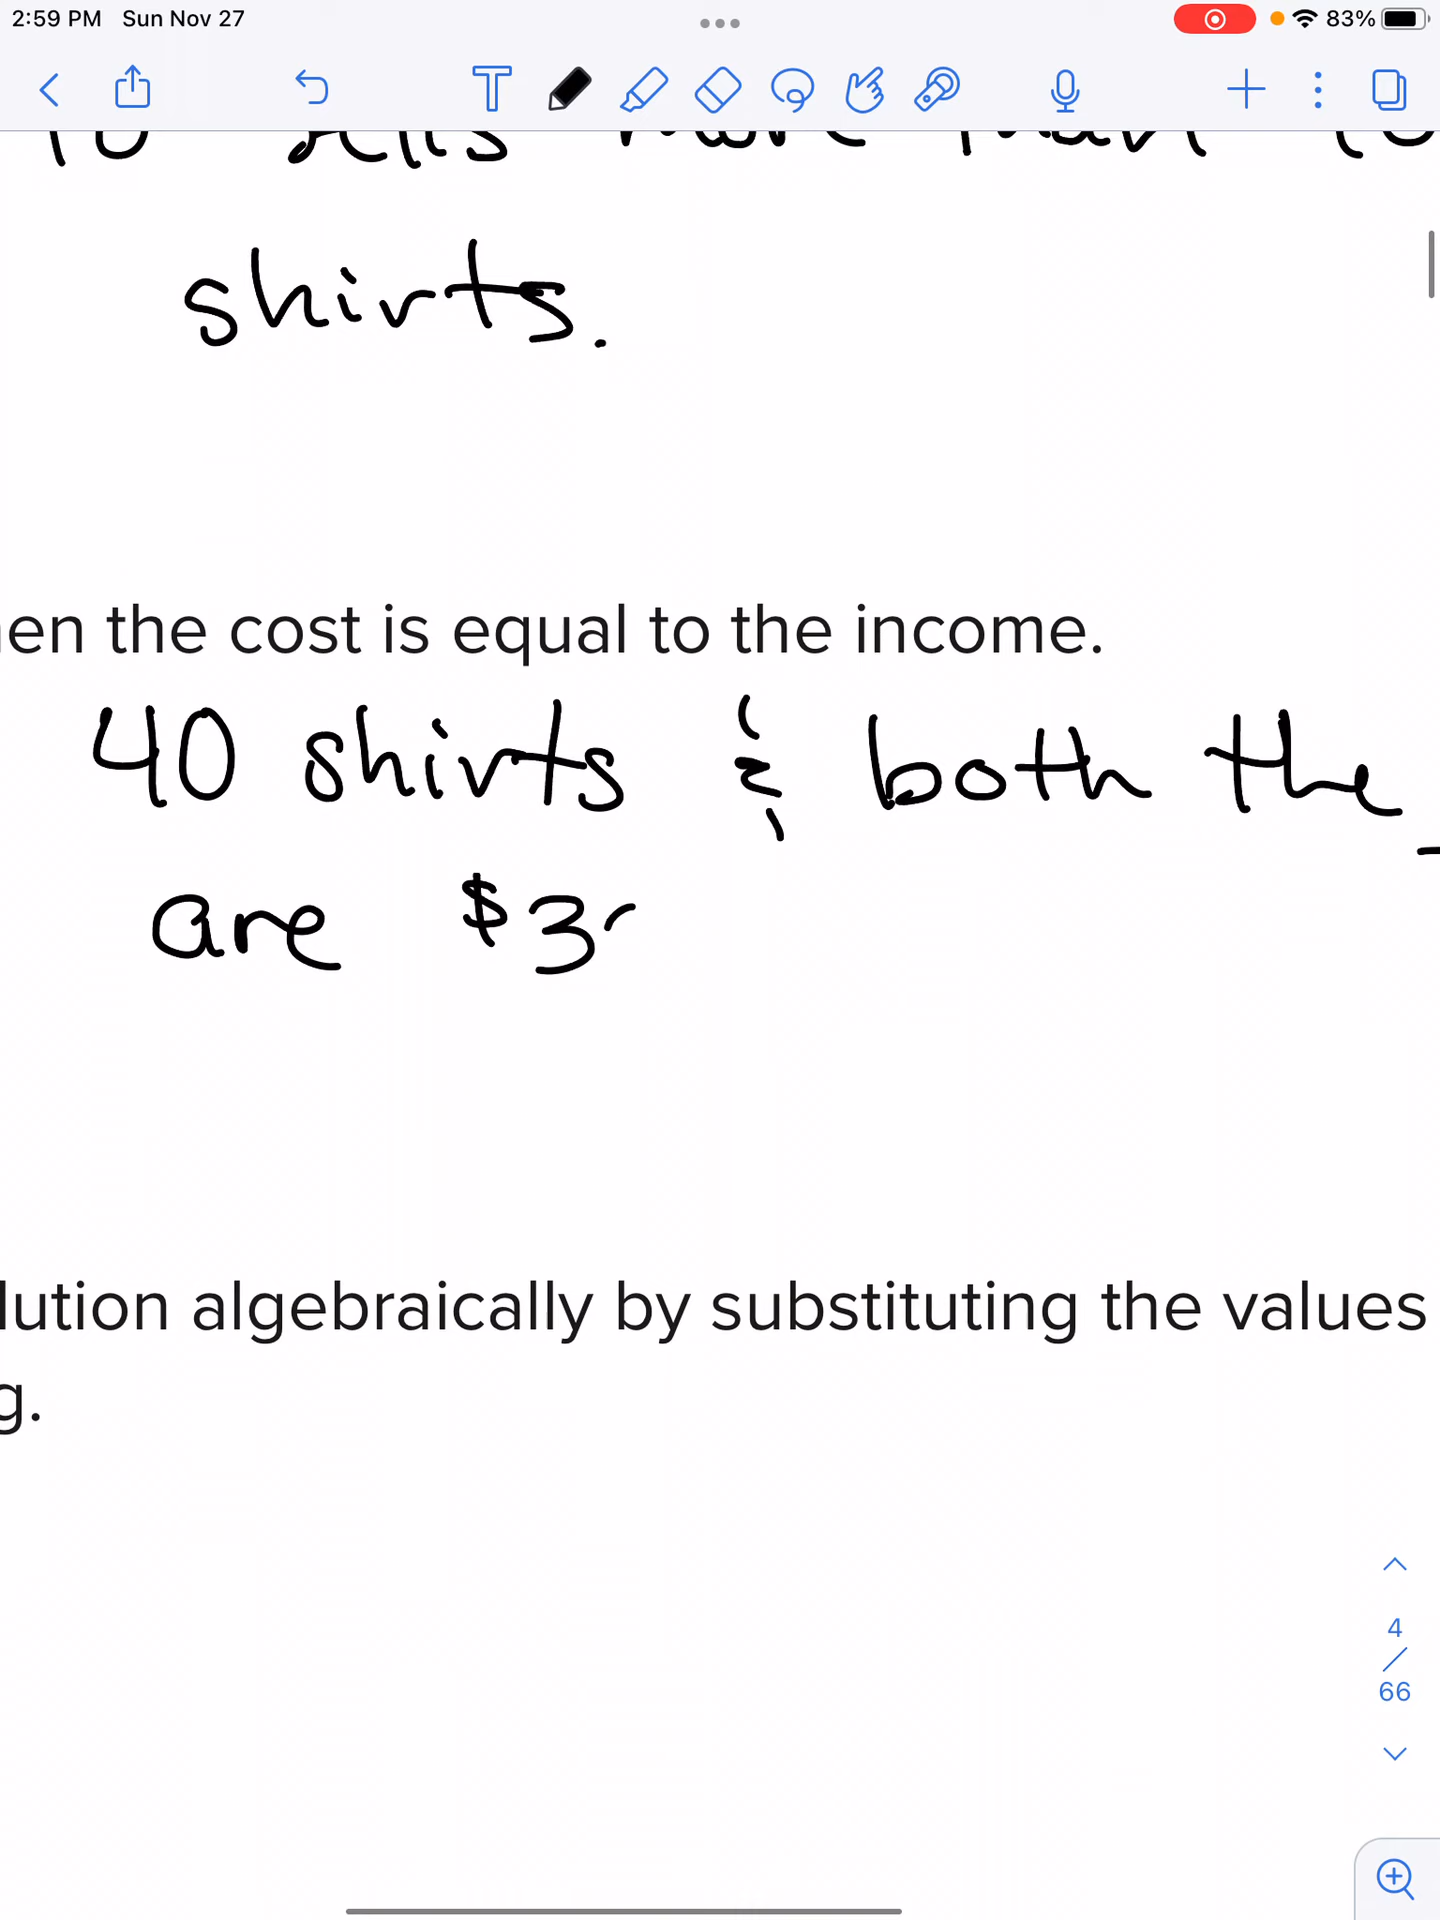 2:59 PM Sun Nov 27
83%
T
shirts.
en the cost is equal to the income.
40 shirts & both the
are $3
lution algebraically by substituting the values
g.
4
/
66